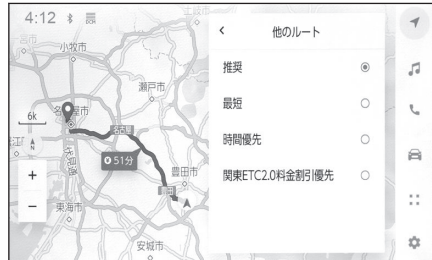 4:12
小牧市
瀬戸市
6k
名古屋
51分
豊田市
東海市
安城市
+
−
他のルート
推奨
最短
時間優先
関東ETC2.0料金割引優先